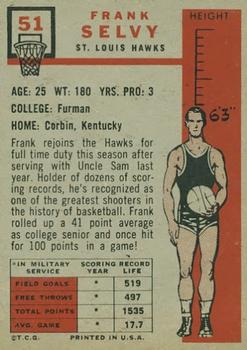 51
FRANK
SELVY
ST. LOUIS HAWKS
HEIGHT
6'3"
AGE: 25 WT: 180 YRS. PRO: 3
COLLEGE: Furman
HOME: Corbin, Kentucky
Frank rejoins the Hawks for
full time duty this season after
serving with Uncle Sam last
year. Holder of dozens of scor-
ing records, he's recognized as
one of the greatest shooters in
the history of basketball. Frank
rolled up a 41 point average
as college senior and once hit
for 100 points in a game!
*IN MILITARY SERVICE
SCORING RECORD
YEAR LIFE
FIELD GOALS * 519
FREE THROWS * 497
TOTAL POINTS * 1535
AVG. GAME * 17.7
©T.C.G. PRINTED IN U.S.A.